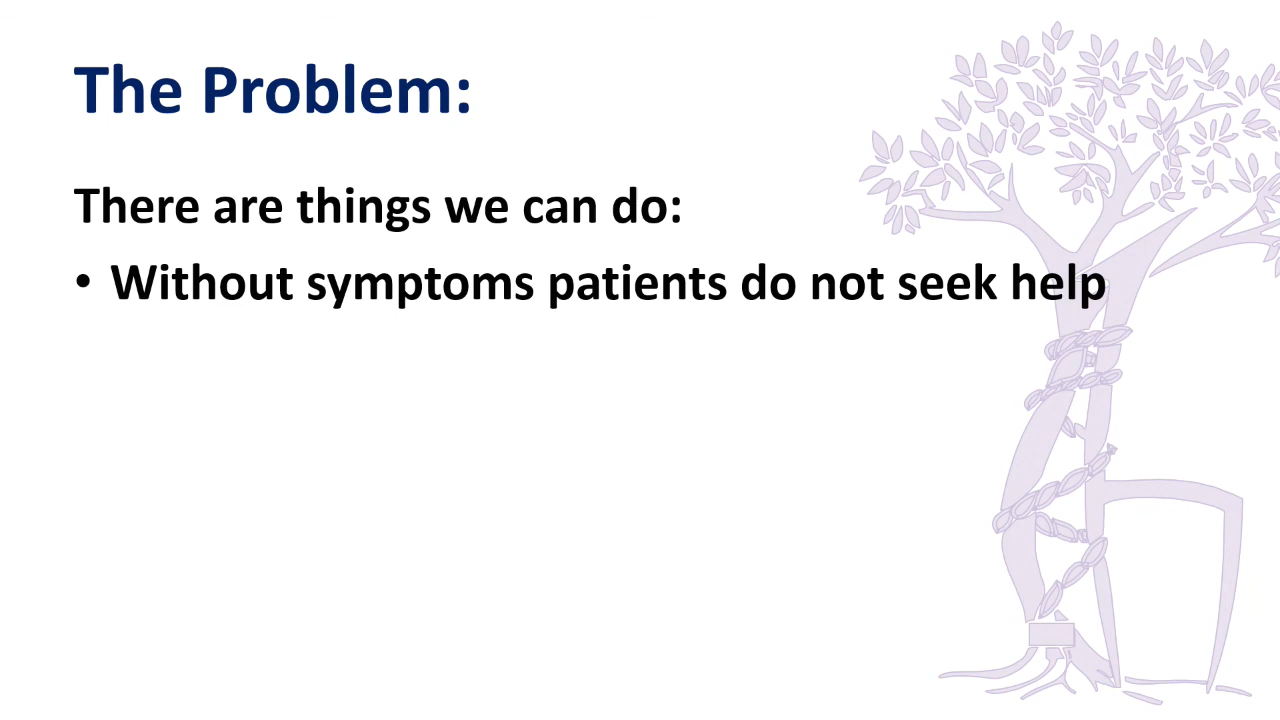 The Problem:
There are things we can do:
• Without symptoms patients do not seek help